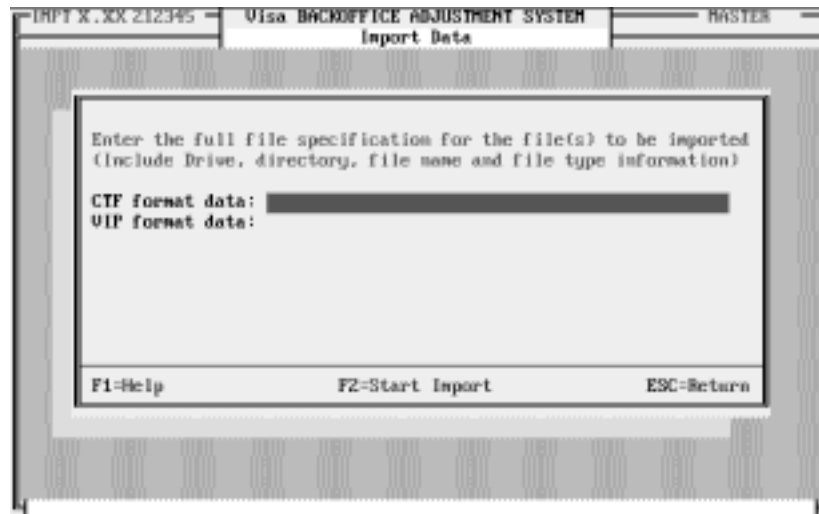 IMPT X.XX 212345 Visa BACKOFFICE ADJUSTMENT SYSTEM MASTER
Import Data
Enter the full file specification for the file(s) to be imported
(Include Drive, directory, file name and file type information)
CTF format data:
VIP format data:
F1=Help F2=Start Import ESC=Return